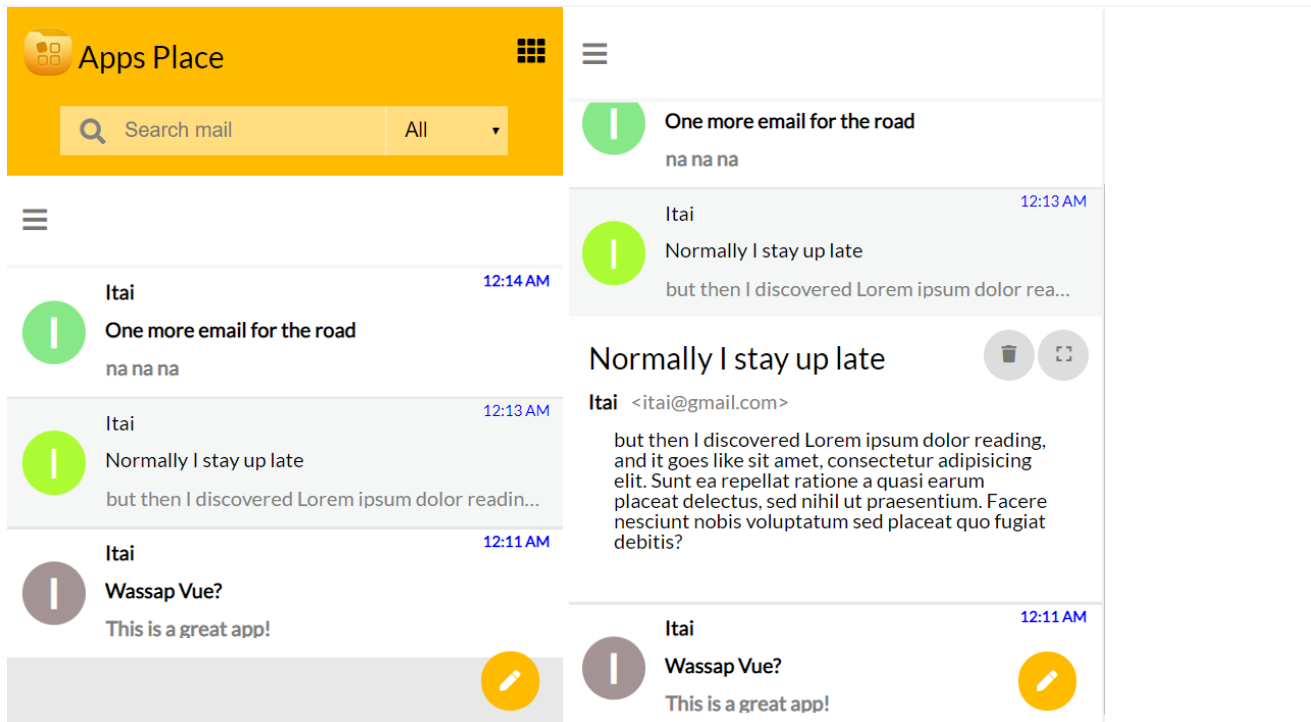 Apps Place
Search mail
All
12:14 AM
Itai
One more email for the road
na na na
12:13 AM
Itai
Normally I stay up late
but then I discovered Lorem ipsum dolor readin...
12:11 AM
Itai
Wassap Vue?
This is a great app!
One more email for the road
na na na
12:13 AM
Itai
Normally I stay up late
but then I discovered Lorem ipsum dolor rea...
Normally I stay up late
Itai <itai@gmail.com>
but then I discovered Lorem ipsum dolor reading,
and it goes like sit amet, consectetur adipisicing
elit. Sunt ea repellat ratione a quasi earum
placeat delectus, sed nihil ut praesentium. Facere
nesciunt nobis voluptatum sed placeat quo fugiat
debitis?
12:11 AM
Itai
Wassap Vue?
This is a great app!